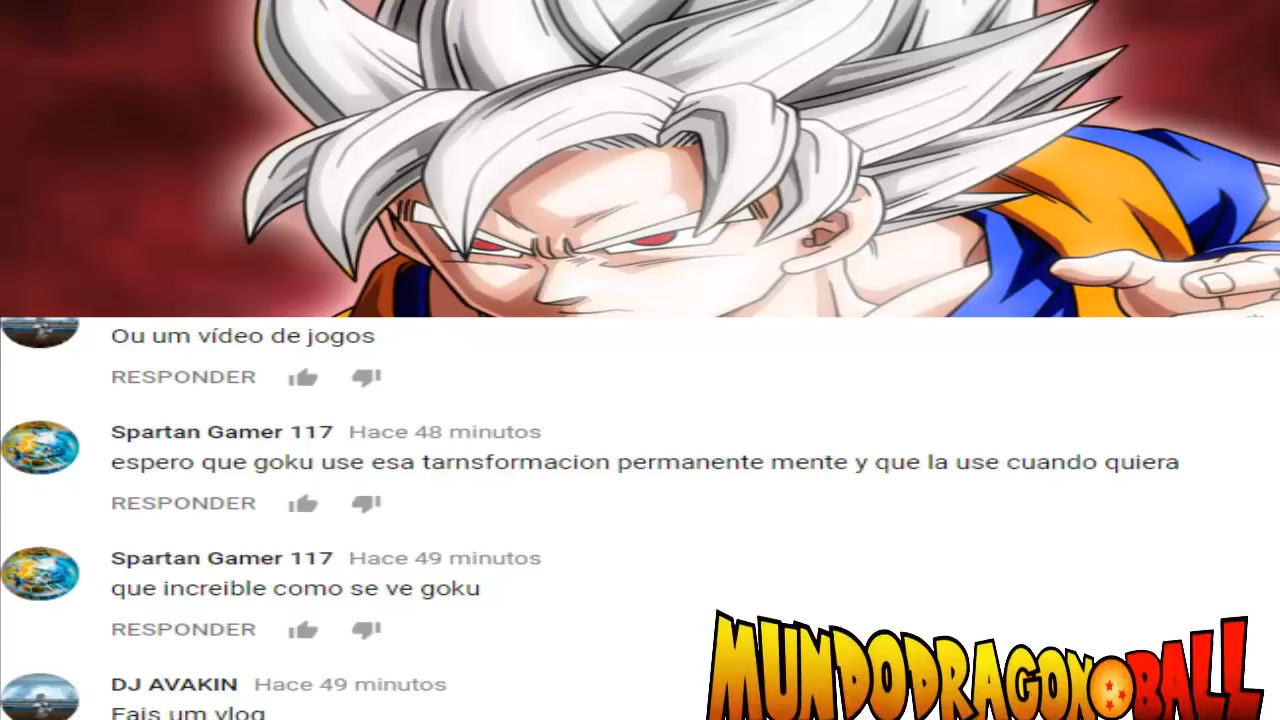 Ou um vídeo de jogos
RESPONDER
Spartan Gamer 117 Hace 48 minutos
espero que goku use esa tarnsformacion permanente mente y que la use cuando quiera
RESPONDER
Spartan Gamer 117 Hace 49 minutos
que increible como se ve goku
RESPONDER
DJ AVAKIN Hace 49 minutos
Fais um vlog
MUNDODRAGONBALL